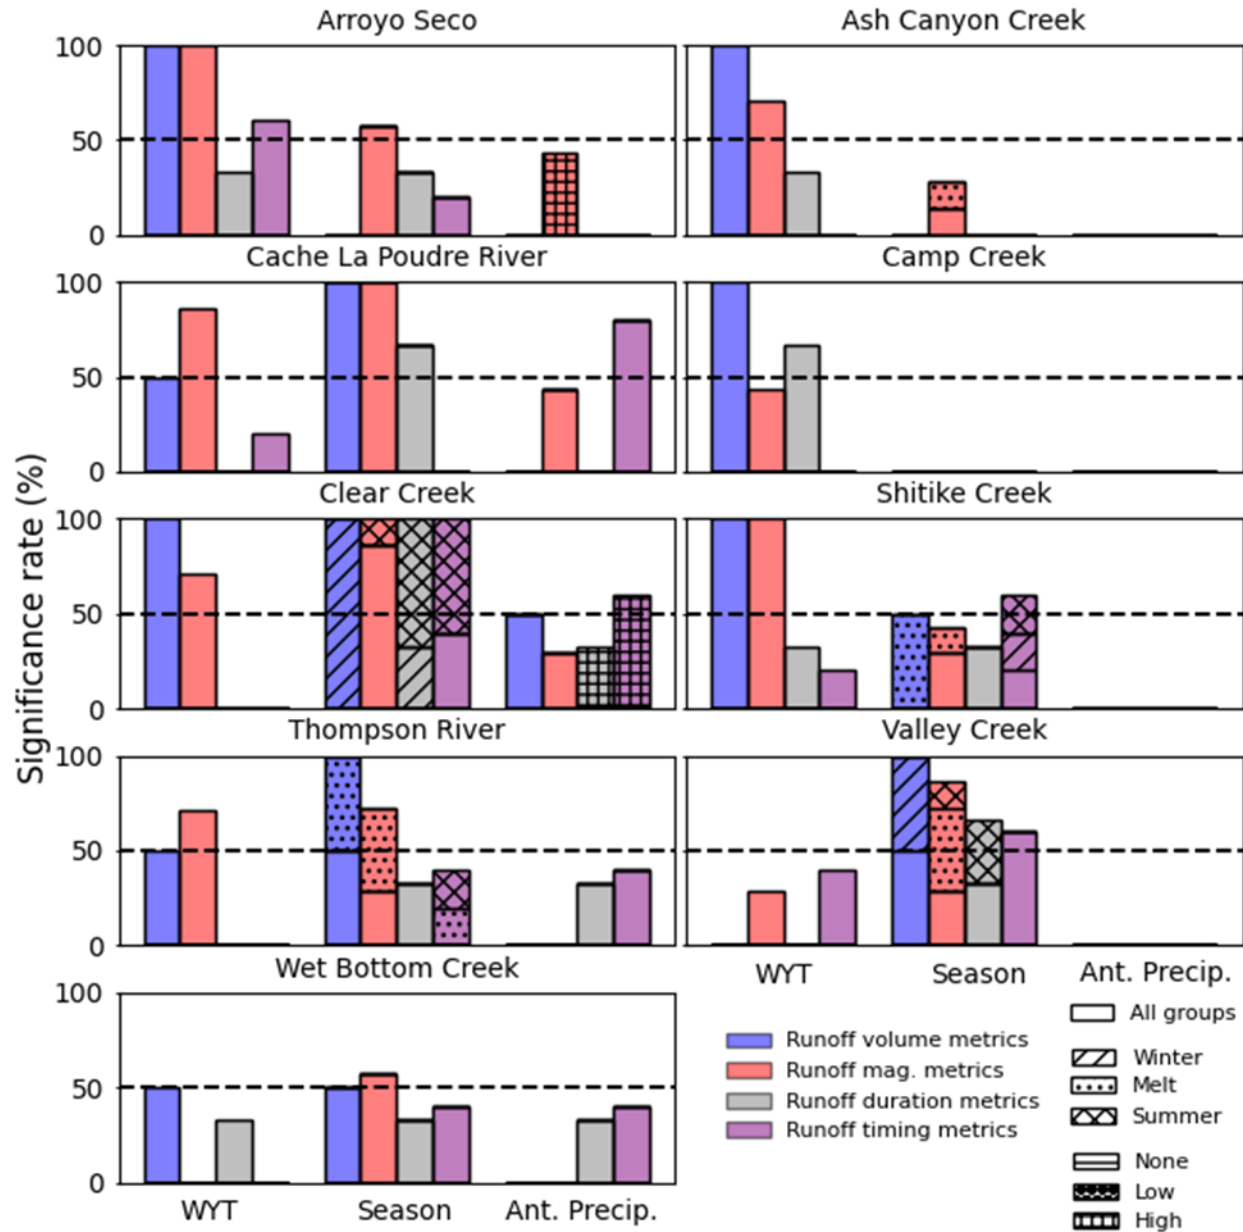 Arroyo Seco
Ash Canyon Creek
100
50
0
Cache La Poudre River
Camp Creek
100
50
0
Clear Creek
Shitike Creek
100
50
0
Thompson River
Valley Creek
100
50
0
WYT Season Ant. Precip.
Wet Bottom Creek
100
50
0
WYT Season Ant. Precip.
Significance rate (%)
Runoff volume metrics
Runoff mag. metrics
Runoff duration metrics
Runoff timing metrics
All groups
Winter
Melt
Summer
None
Low
High